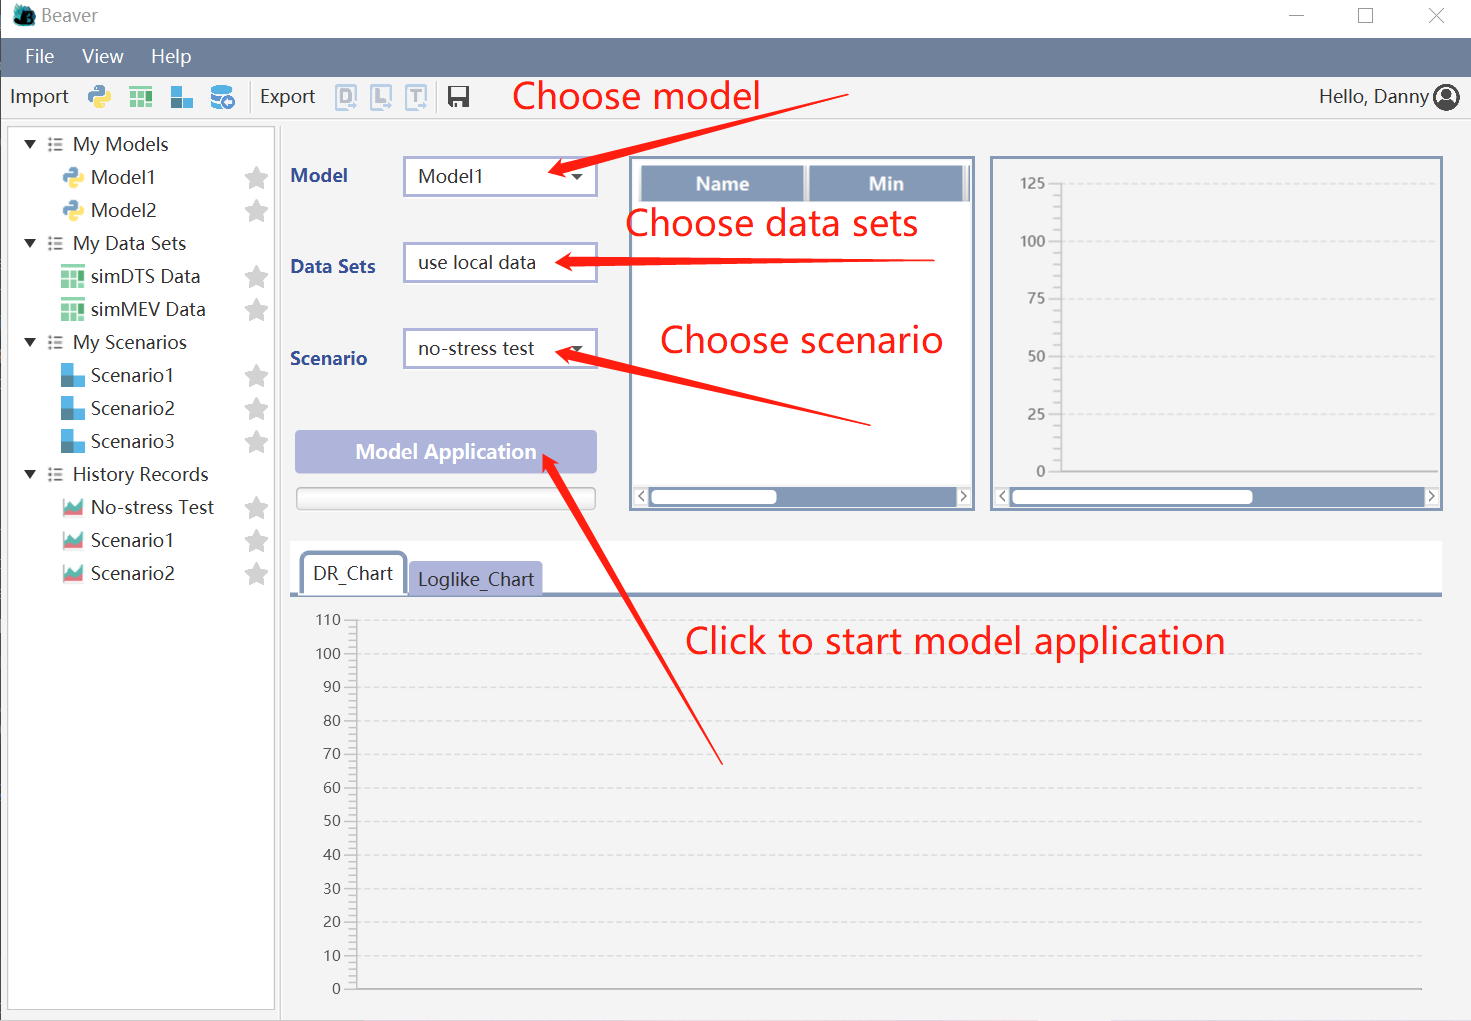 Beaver
File View Help
Import Export D L T Hello, Danny
Choose model
My Models
Model1
Model2
My Data Sets
simDTS Data
simMEV Data
My Scenarios
Scenario1
Scenario2
Scenario3
History Records
No-stress Test
Scenario1
Scenario2
Model Model1
Data Sets use local data
Scenario no-stress test
Model Application
Name Min
Choose data sets
Choose scenario
125
100
75
50
25
0
DR_Chart Loglike_Chart
Click to start model application
110
100
90
80
70
60
50
40
30
20
10
0